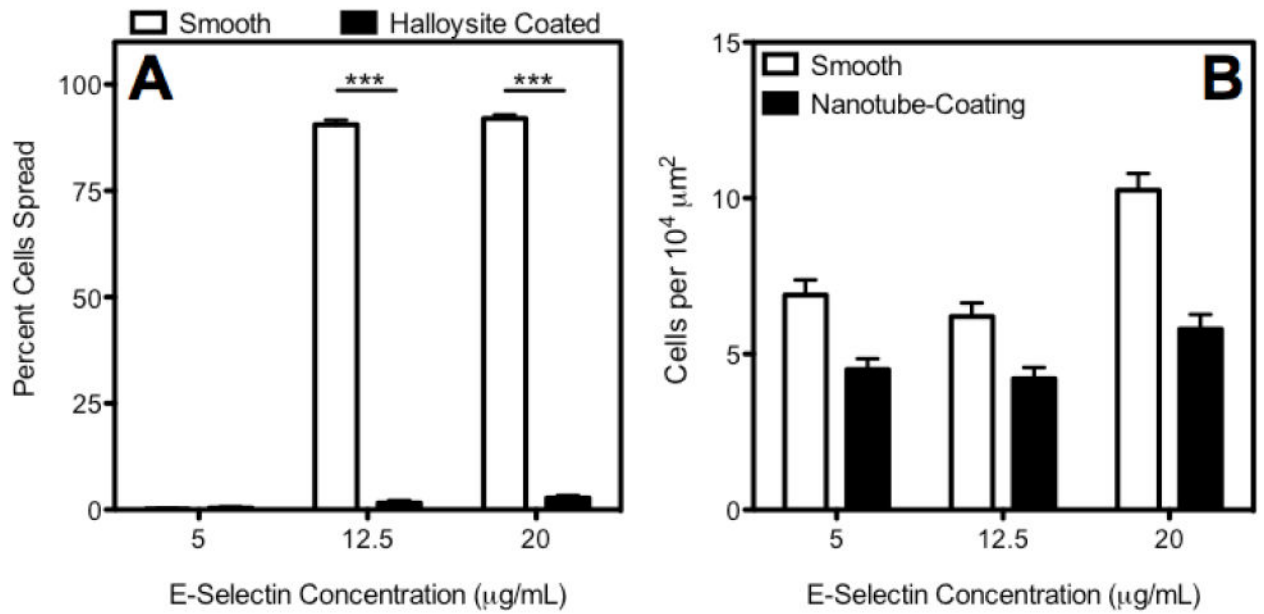 Smooth
Halloysite Coated
A
100
75
50
25
0
***
***
Percent Cells Spread
5
12.5
20
E-Selectin Concentration (μg/mL)
B
Smooth
Nanotube-Coating
15
10
5
0
Cells per 10⁴ μm²
5
12.5
20
E-Selectin Concentration (μg/mL)